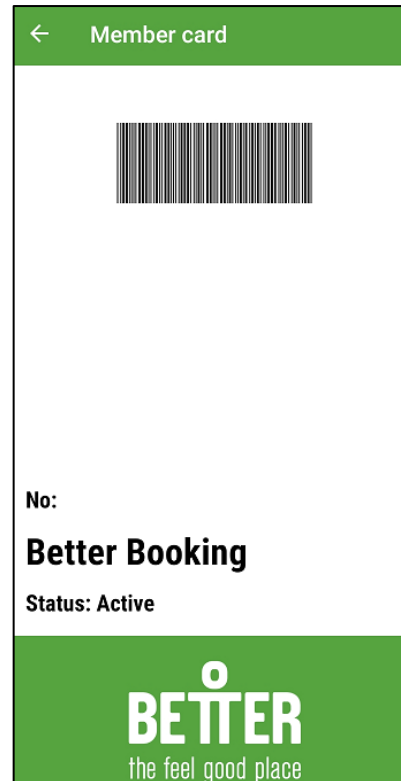 Member card
No:
Better Booking
Status: Active
BETTER
the feel good place